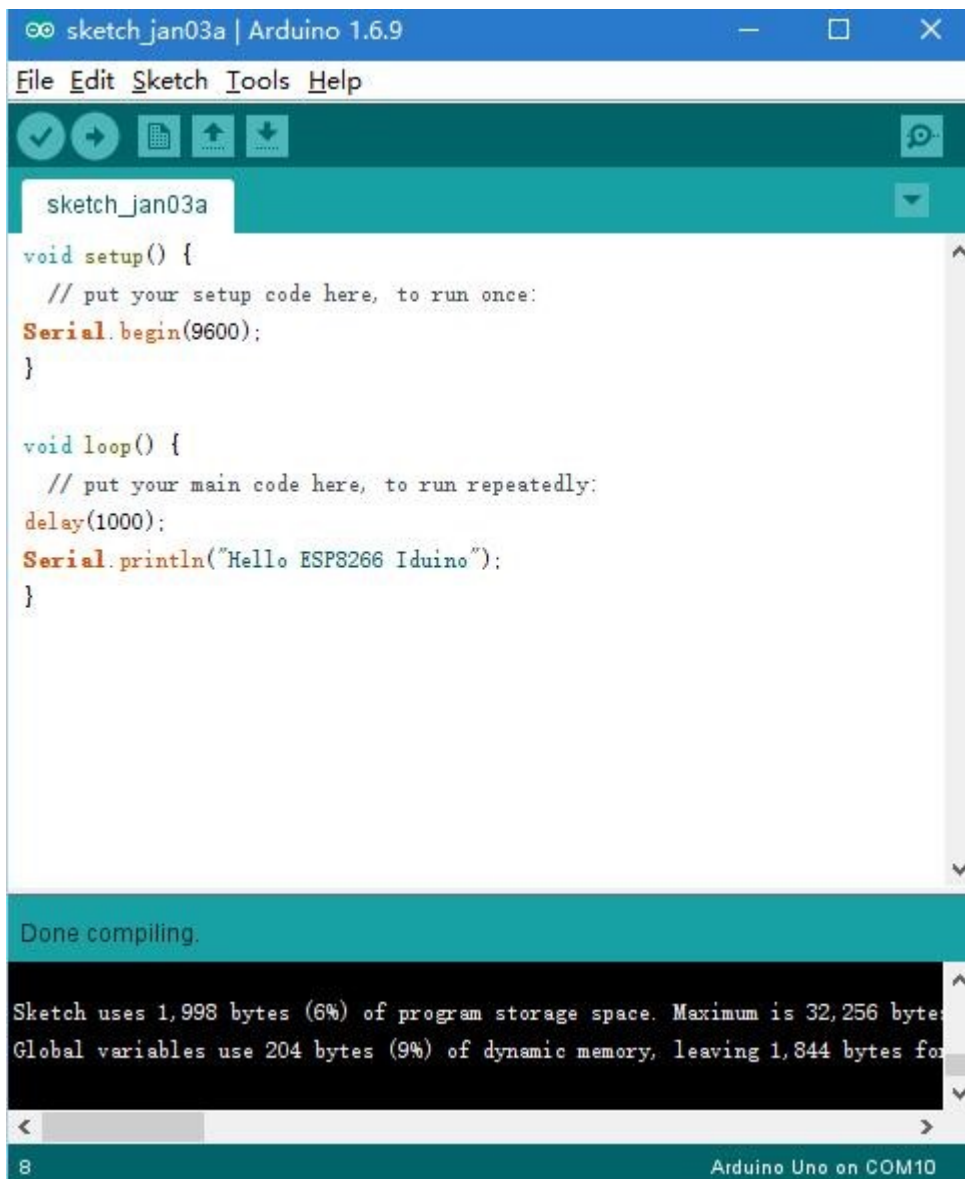 sketch_jan03a | Arduino 1.6.9
File Edit Sketch Tools Help
sketch_jan03a
void setup() {
  // put your setup code here, to run once:
Serial.begin(9600);
}
void loop() {
  // put your main code here, to run repeatedly:
delay(1000);
Serial.println("Hello ESP8266 Iduino");
}
Done compiling.
Sketch uses 1,998 bytes (6%) of program storage space. Maximum is 32,256 bytes
Global variables use 204 bytes (9%) of dynamic memory, leaving 1,844 bytes for
8 Arduino Uno on COM10